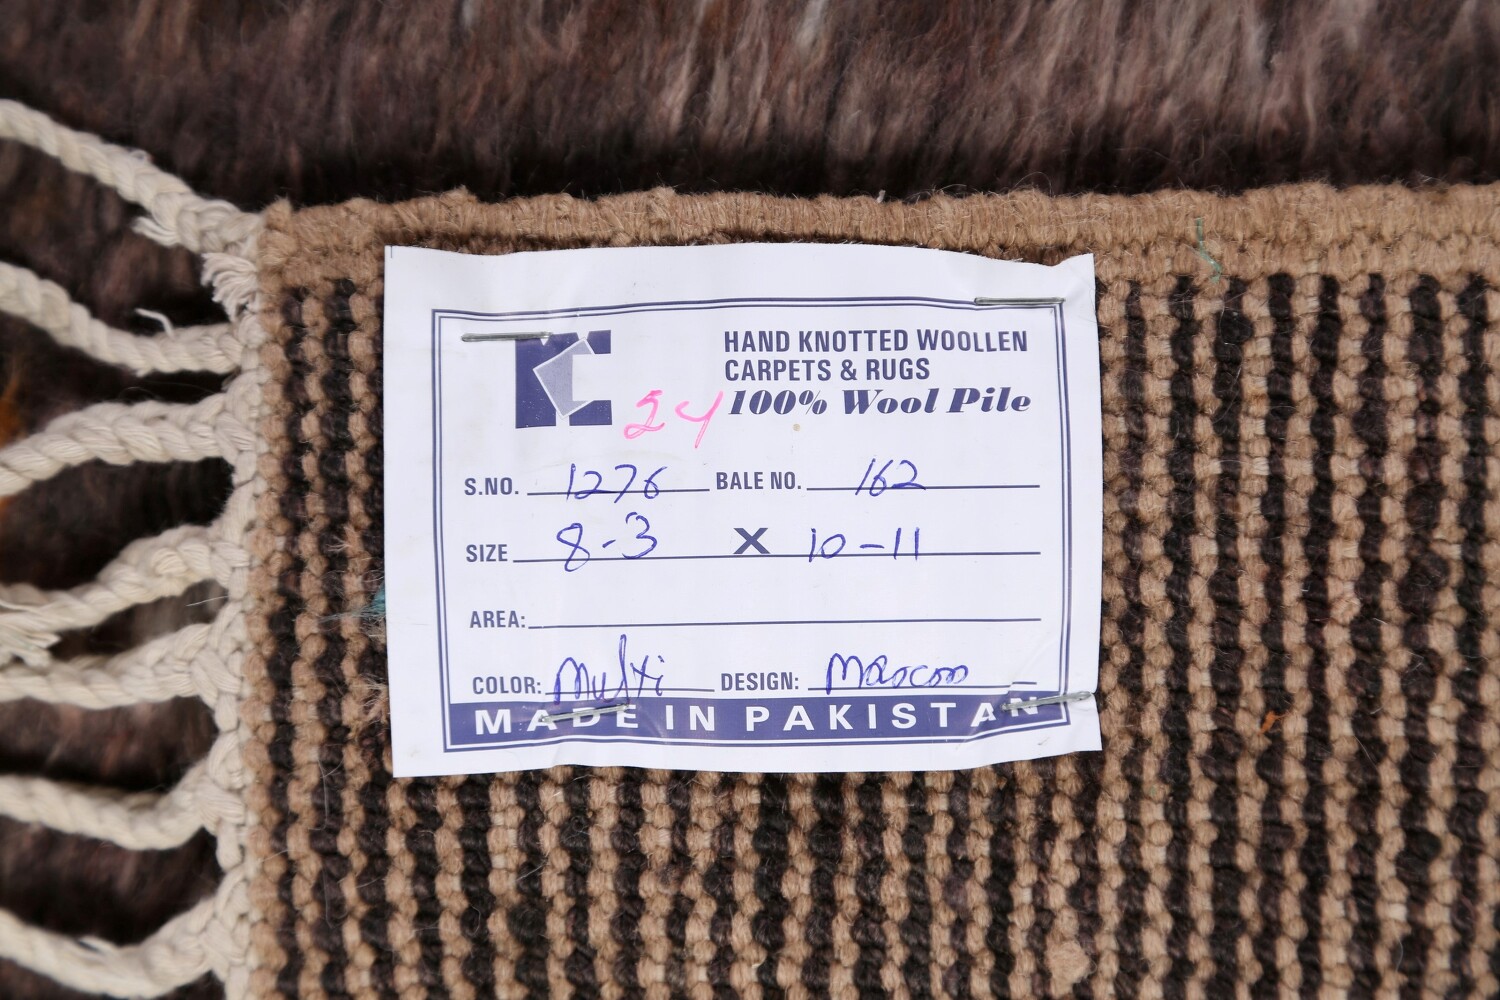 HAND KNOTTED WOOLLEN
CARPETS & RUGS
24 100% Wool Pile
S.NO. 1276 BALE NO. 162
SIZE 8-3 X 10-11
AREA:
COLOR: Multi DESIGN: Morocoo
MADE IN PAKISTAN